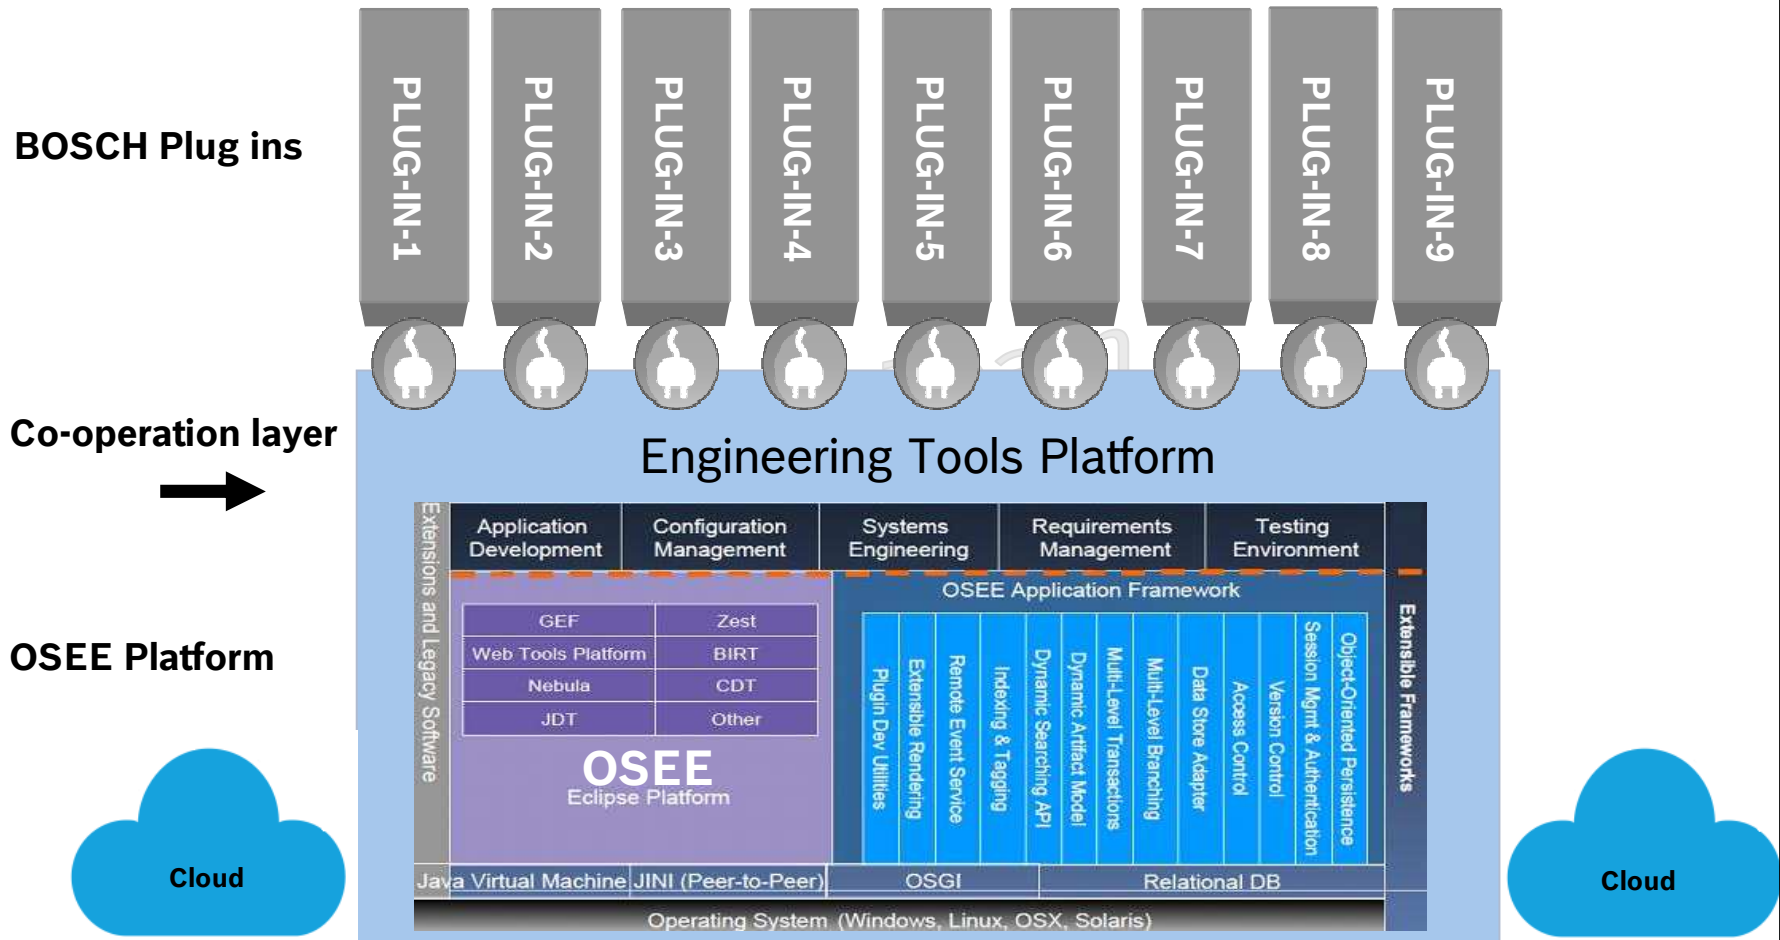 PLUG-IN-1
PLUG-IN-2
PLUG-IN-3
PLUG-IN-4
PLUG-IN-5
PLUG-IN-6
PLUG-IN-7
PLUG-IN-8
PLUG-IN-9
BOSCH Plug ins
Co-operation layer
Engineering Tools Platform
OSEE Platform
Extensions and Legacy Software
Application
Development
Configuration
Management
Systems
Engineering
Requirements
Management
Testing
Environment
GEF
Zest
Web Tools Platform
BIRT
Nebula
CDT
JDT
Other
OSEE
Eclipse Platform
OSEE Application Framework
Plugin Dev Utilities
Extensible Rendering
Remote Event Service
Indexing & Tagging
Dynamic Searching API
Dynamic Artifact Model
Multi-Level Transactions
Multi-Level Branching
Data Store Adapter
Access Control
Version Control
Session Mgmt & Authentication
Object-Oriented Persistence
Extensible Frameworks
Java Virtual Machine
JINI (Peer-to-Peer)
OSGI
Relational DB
Operating System (Windows, Linux, OSX, Solaris)
Cloud
Cloud